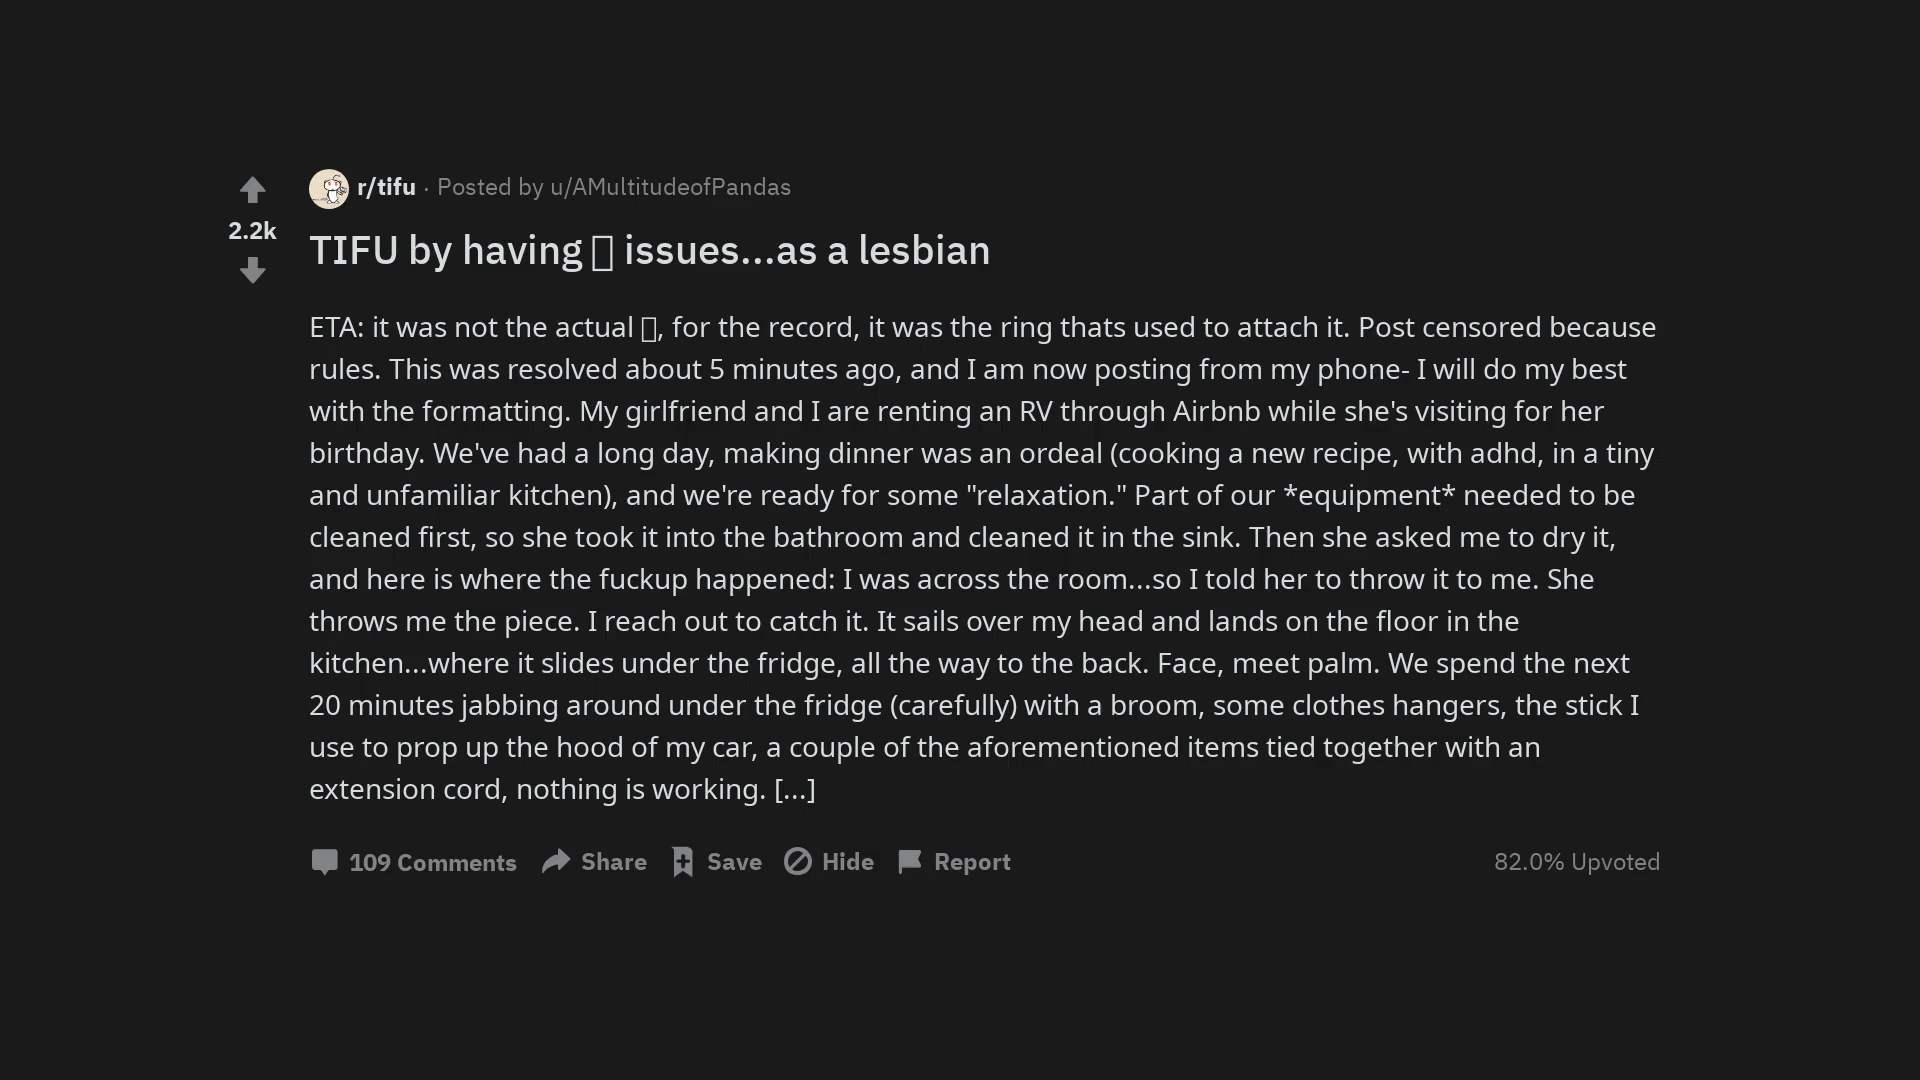 r/tifu · Posted by u/AMultitudeofPandas
2.2k
TIFU by having ▯ issues...as a lesbian
ETA: it was not the actual ▯, for the record, it was the ring thats used to attach it. Post censored because
rules. This was resolved about 5 minutes ago, and I am now posting from my phone- I will do my best
with the formatting. My girlfriend and I are renting an RV through Airbnb while she's visiting for her
birthday. We've had a long day, making dinner was an ordeal (cooking a new recipe, with adhd, in a tiny
and unfamiliar kitchen), and we're ready for some "relaxation." Part of our *equipment* needed to be
cleaned first, so she took it into the bathroom and cleaned it in the sink. Then she asked me to dry it,
and here is where the fuckup happened: I was across the room...so I told her to throw it to me. She
throws me the piece. I reach out to catch it. It sails over my head and lands on the floor in the
kitchen...where it slides under the fridge, all the way to the back. Face, meet palm. We spend the next
20 minutes jabbing around under the fridge (carefully) with a broom, some clothes hangers, the stick I
use to prop up the hood of my car, a couple of the aforementioned items tied together with an
extension cord, nothing is working. [...]
109 Comments Share Save Hide Report 82.0% Upvoted